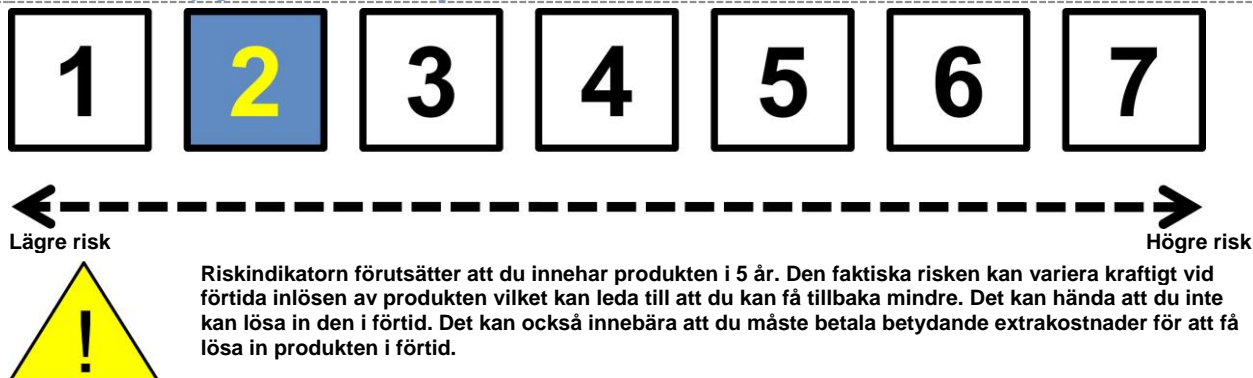 1 2 3 4 5 6 7
Lägre risk Högre risk
Riskindikatorn förutsätter att du innehar produkten i 5 år. Den faktiska risken kan variera kraftigt vid
förtida inlösen av produkten vilket kan leda till att du kan få tillbaka mindre. Det kan hända att du inte
kan lösa in den i förtid. Det kan också innebära att du måste betala betydande extrakostnader för att få
lösa in produkten i förtid.
!